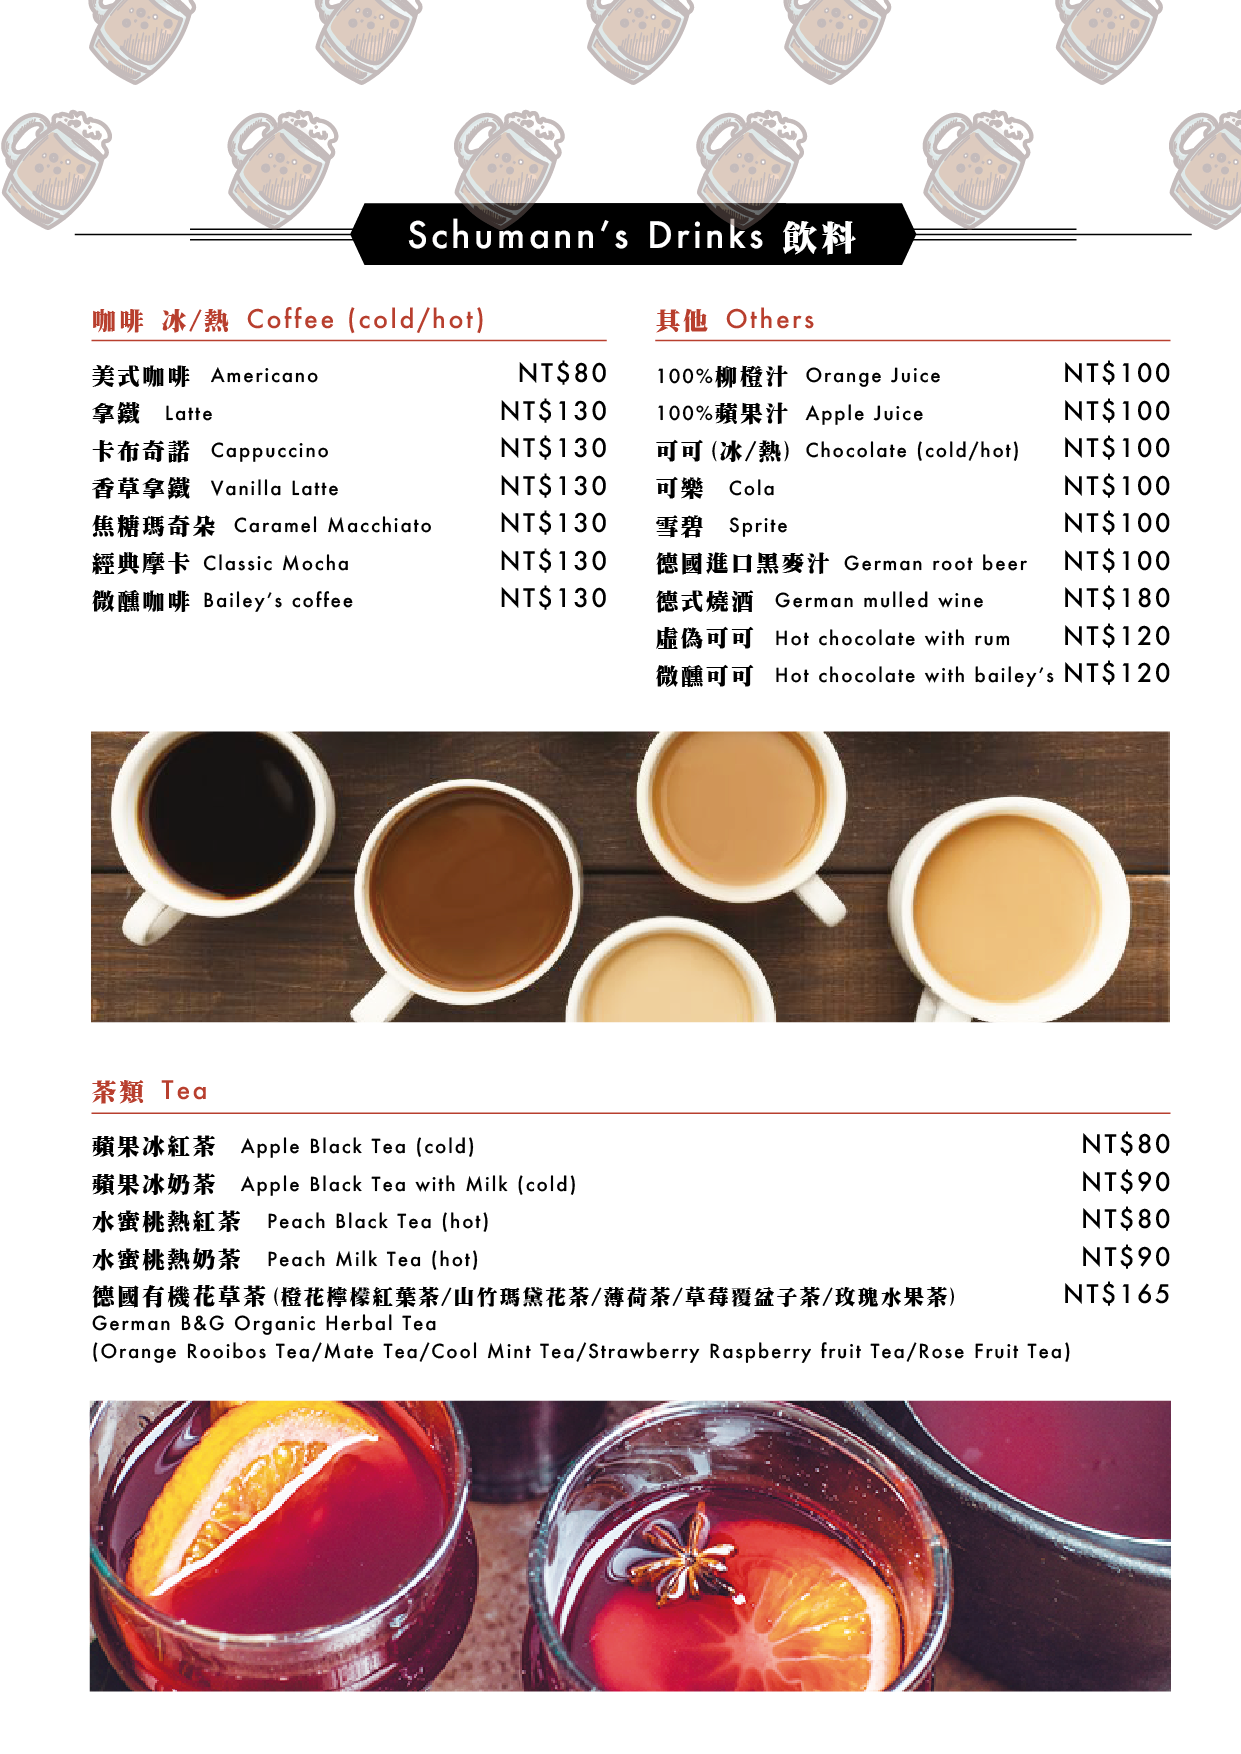 Schumann’s Drinks 飲料
咖啡 冰/熱 Coffee (cold/hot)
美式咖啡 Americano NT$80
拿鐵 Latte NT$130
卡布奇諾 Cappuccino NT$130
香草拿鐵 Vanilla Latte NT$130
焦糖瑪奇朵 Caramel Macchiato NT$130
經典摩卡 Classic Mocha NT$130
微醺咖啡 Bailey’s coffee NT$130
其他 Others
100%柳橙汁 Orange Juice NT$100
100%蘋果汁 Apple Juice NT$100
可可(冰/熱) Chocolate (cold/hot) NT$100
可樂 Cola NT$100
雪碧 Sprite NT$100
德國進口黑麥汁 German root beer NT$100
德式燒酒 German mulled wine NT$180
虛偽可可 Hot chocolate with rum NT$120
微醺可可 Hot chocolate with bailey’s NT$120
茶類 Tea
蘋果冰紅茶 Apple Black Tea (cold) NT$80
蘋果冰奶茶 Apple Black Tea with Milk (cold) NT$90
水蜜桃熱紅茶 Peach Black Tea (hot) NT$80
水蜜桃熱奶茶 Peach Milk Tea (hot) NT$90
德國有機花草茶(橙花檸檬紅葉茶/山竹瑪黛花茶/薄荷茶/草莓覆盆子茶/玫瑰水果茶) NT$165
German B&G Organic Herbal Tea
(Orange Rooibos Tea/Mate Tea/Cool Mint Tea/Strawberry Raspberry fruit Tea/Rose Fruit Tea)